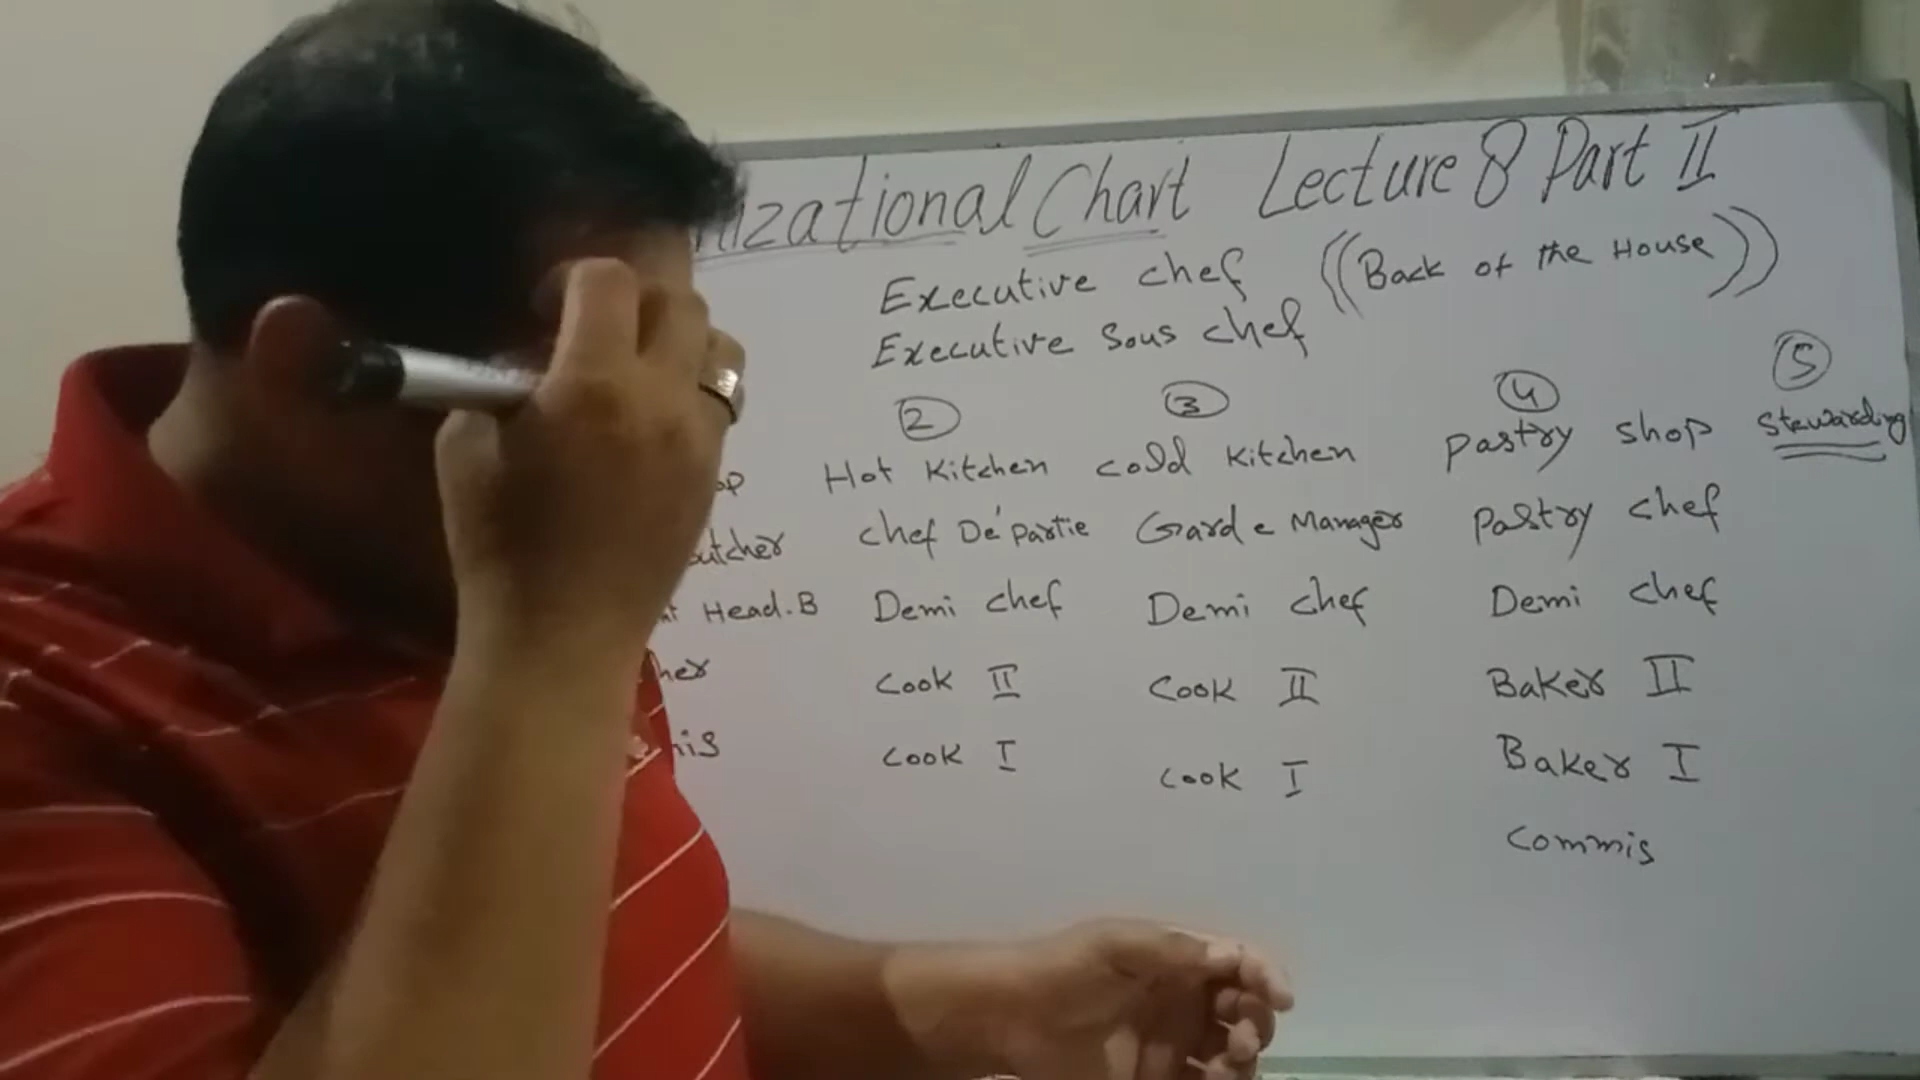 Chart Lecture 8 Part II
Executive chef ((Back of the House))
Executive Sous chef
2 3 4 5
Hot Kitchen cold Kitchen Pastry shop Stewarding
chef De' Partie Garde Manager Pastry chef
Head.B Demi chef Demi chef Demi chef
Cook II Cook II Baker II
Cook I Cook I Baker I
Commis